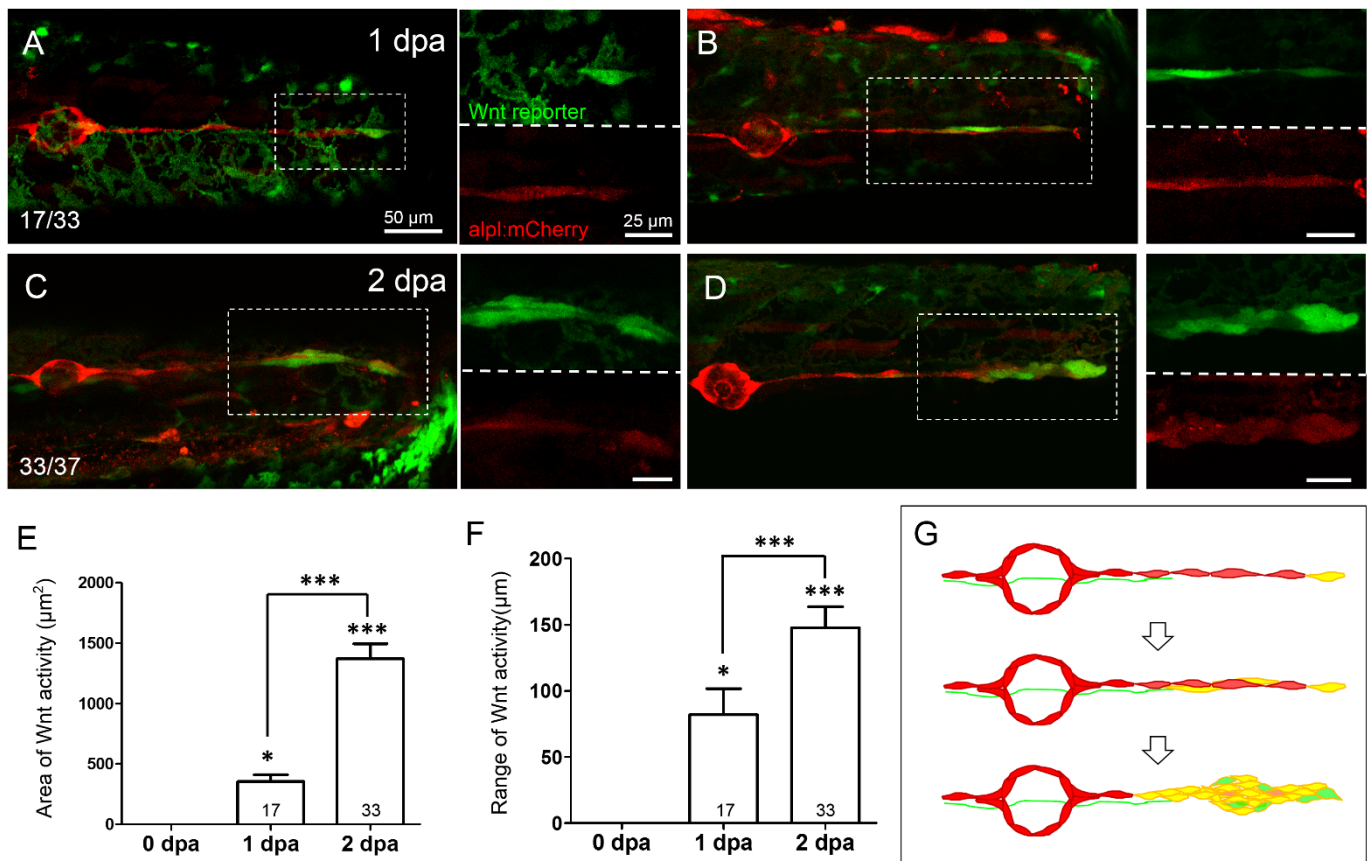 A
1 dpa
Wnt reporter
17/33
50 µm
alpl:mCherry
25 µm
B
C
2 dpa
33/37
D
E
Area of Wnt activity (µm²)
2000
1500
1000
500
0
***
***
*
17
33
0 dpa
1 dpa
2 dpa
F
Range of Wnt activity(µm)
200
150
100
50
0
***
***
*
17
33
0 dpa
1 dpa
2 dpa
G